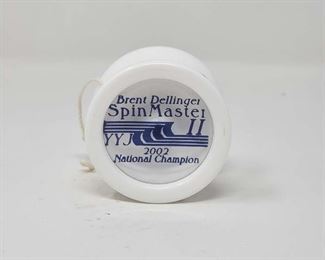 Brent Dellinger
SpinMaster
II
YYJ
2002
National Champion